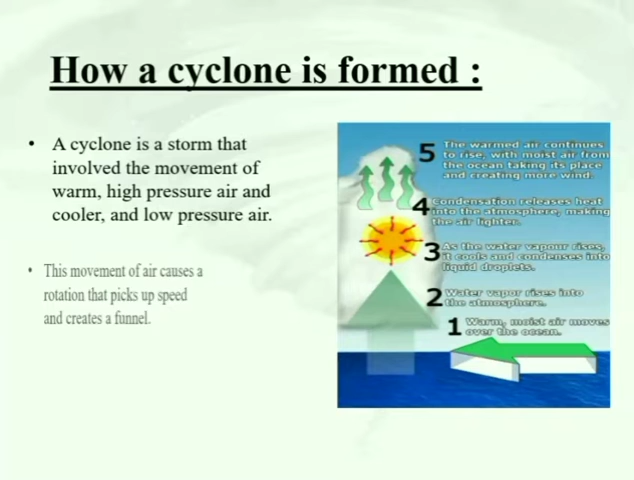 How a cyclone is formed :
• A cyclone is a storm that
involved the movement of
warm, high pressure air and
cooler, and low pressure air.
• This movement of air causes a
rotation that picks up speed
and creates a funnel.
5 The warmed air continues
to rise, with moist air from
the ocean taking its place
and creating more wind.
4 Condensation releases heat
into the atmosphere, making
the air lighter.
3 As the water vapour rises,
it cools and condenses into
liquid droplets.
2 Water vapor rises into
the atmosphere.
1 Warm, moist air moves
over the ocean.